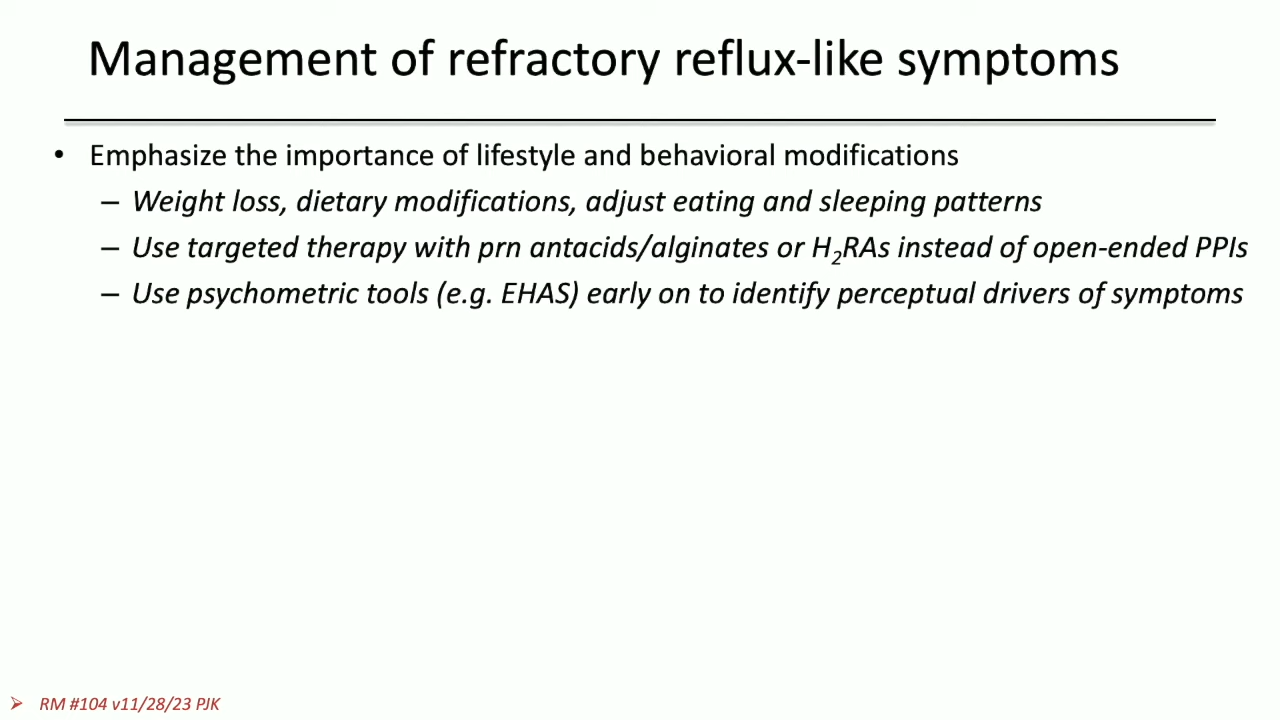 Management of refractory reflux-like symptoms
• Emphasize the importance of lifestyle and behavioral modifications
– Weight loss, dietary modifications, adjust eating and sleeping patterns
– Use targeted therapy with prn antacids/alginates or H₂RAs instead of open-ended PPIs
– Use psychometric tools (e.g. EHAS) early on to identify perceptual drivers of symptoms
➢ RM #104 v11/28/23 PJK